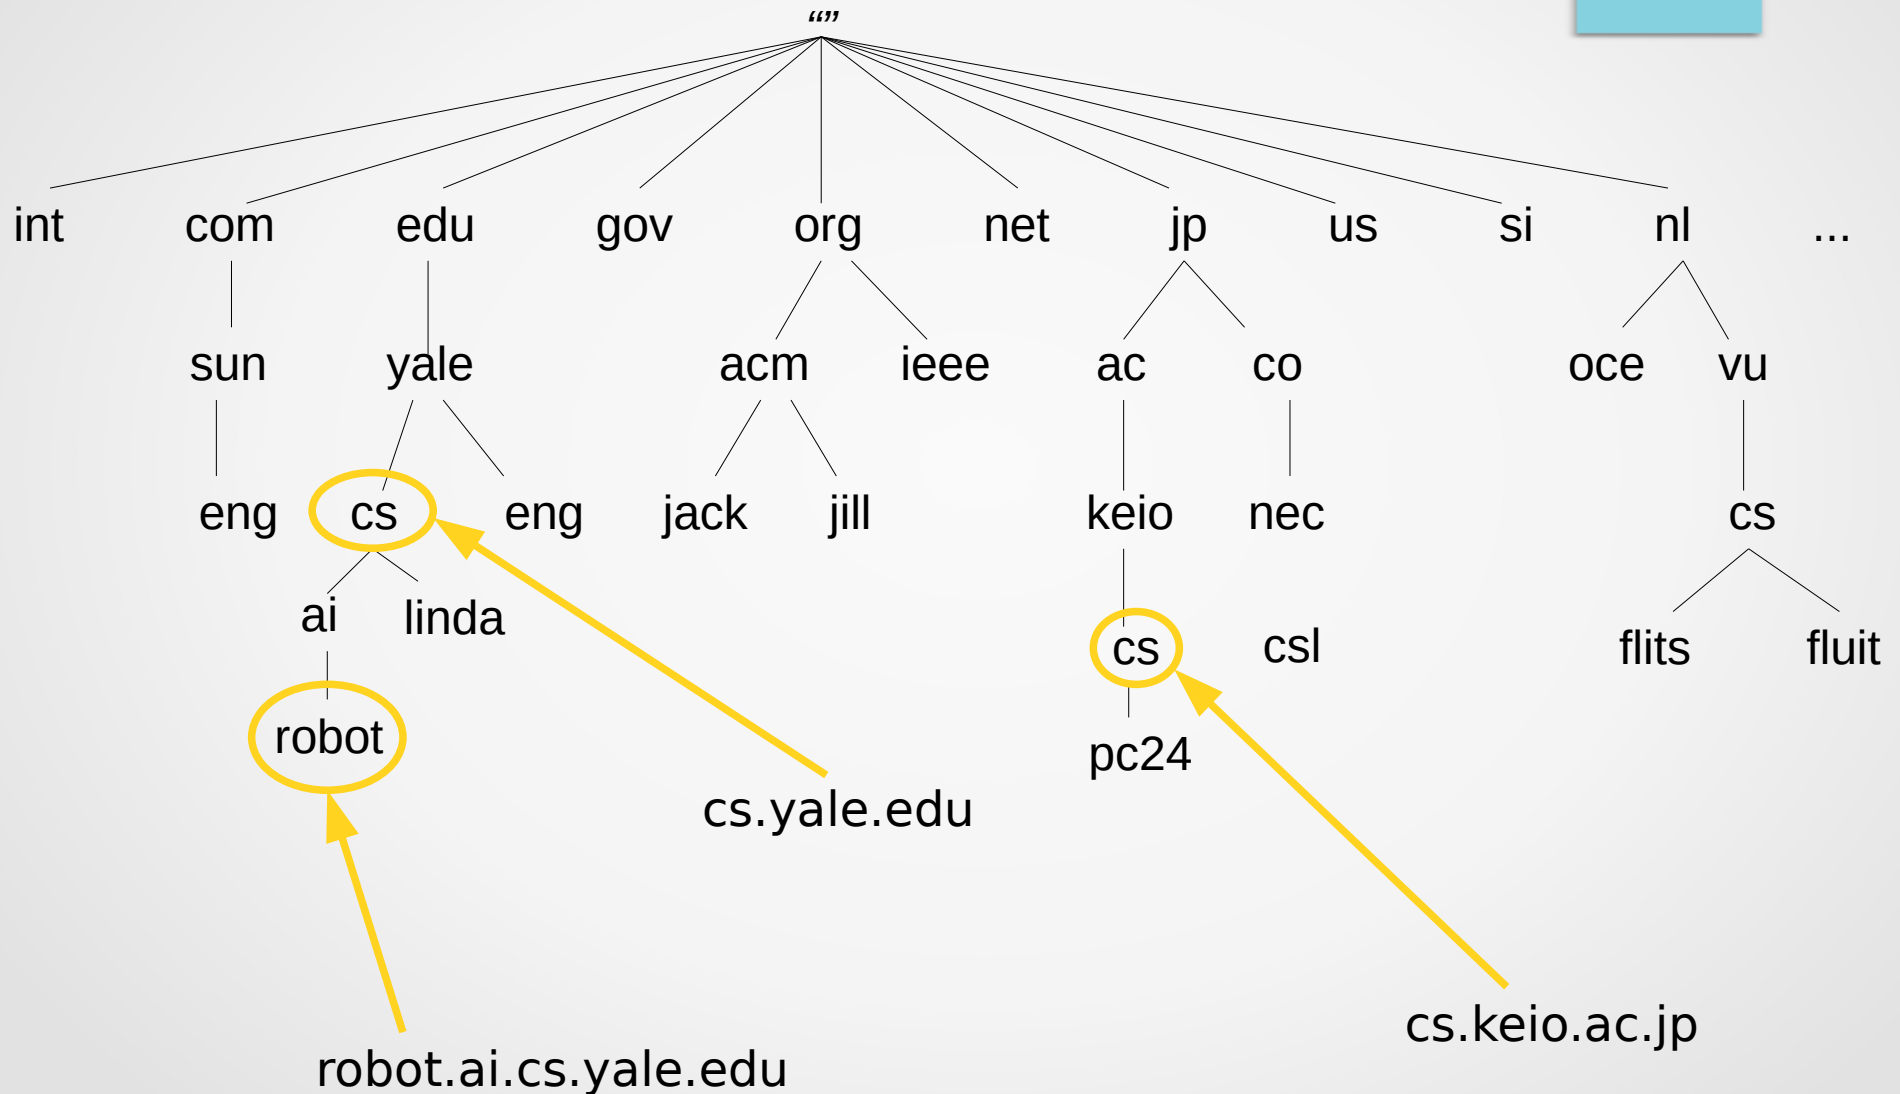 “”
int com edu gov org net jp us si nl ...
sun yale acm ieee ac co oce vu
eng cs eng jack jill keio nec cs
ai linda cs csl flits fluit
robot pc24
cs.yale.edu
cs.keio.ac.jp
robot.ai.cs.yale.edu